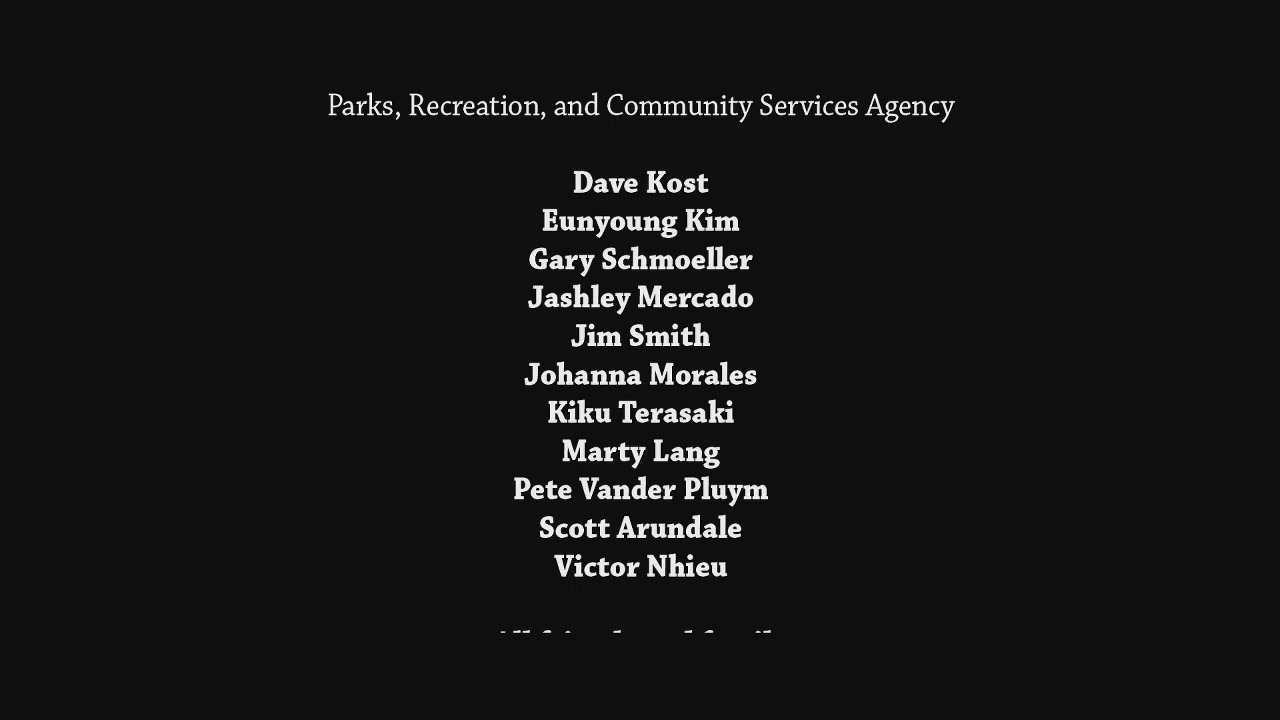 Parks, Recreation, and Community Services Agency
Dave Kost
Eunyoung Kim
Gary Schmoeller
Jashley Mercado
Jim Smith
Johanna Morales
Kiku Terasaki
Marty Lang
Pete Vander Pluym
Scott Arundale
Victor Nhieu